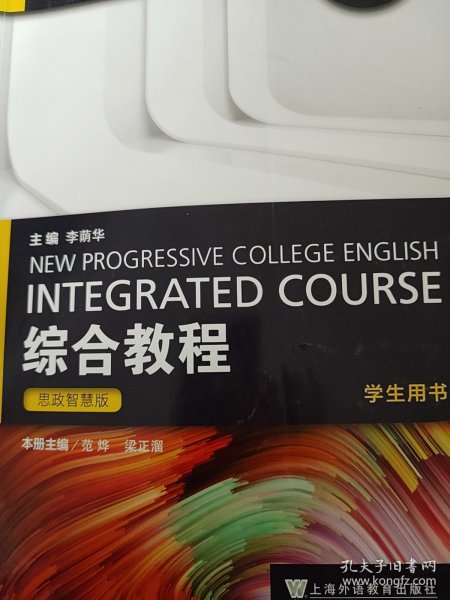 主编 李荫华
NEW PROGRESSIVE COLLEGE ENGLISH
INTEGRATED COURSE
综合教程
思政智慧版
学生用书
本册主编/范烨 梁正溜
上海外语教育出版社
孔夫子旧书网
www.kongfz.com